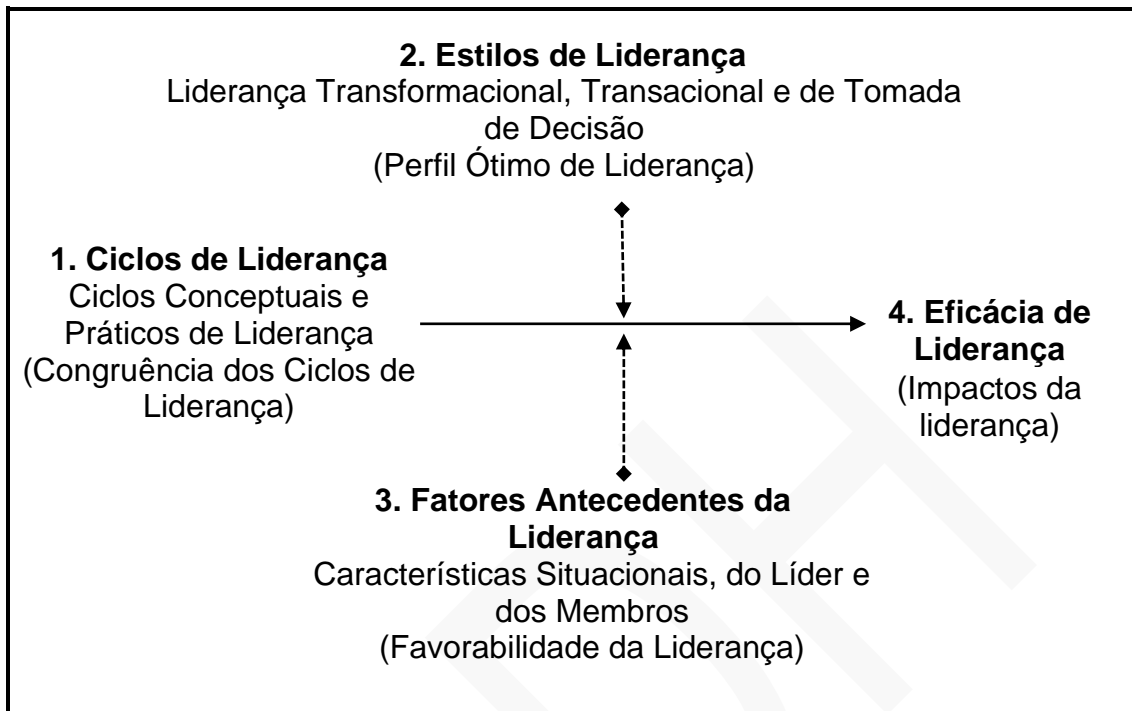 2. Estilos de Liderança
Liderança Transformacional, Transacional e de Tomada
de Decisão
(Perfil Ótimo de Liderança)
1. Ciclos de Liderança
Ciclos Conceptuais e
Práticos de Liderança
(Congruência dos Ciclos de
Liderança)
4. Eficácia de
Liderança
(Impactos da
liderança)
3. Fatores Antecedentes da
Liderança
Características Situacionais, do Líder e
dos Membros
(Favorabilidade da Liderança)